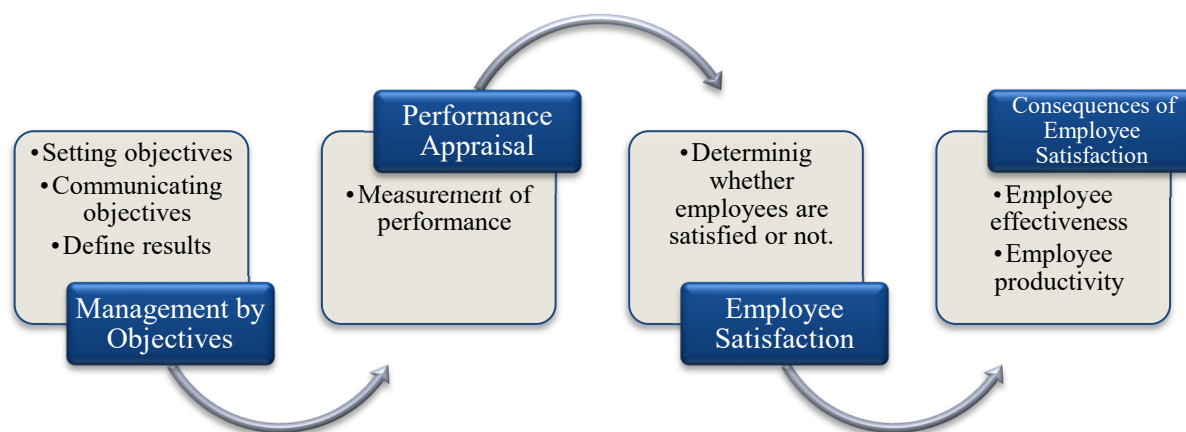 •Setting objectives
•Communicating
objectives
•Define results
Management by
Objectives
Performance
Appraisal
•Measurement of
performance
•Determinig
whether
employees are
satisfied or not.
Employee
Satisfaction
Consequences of
Employee
Satisfaction
•Employee
effectiveness
•Employee
productivity